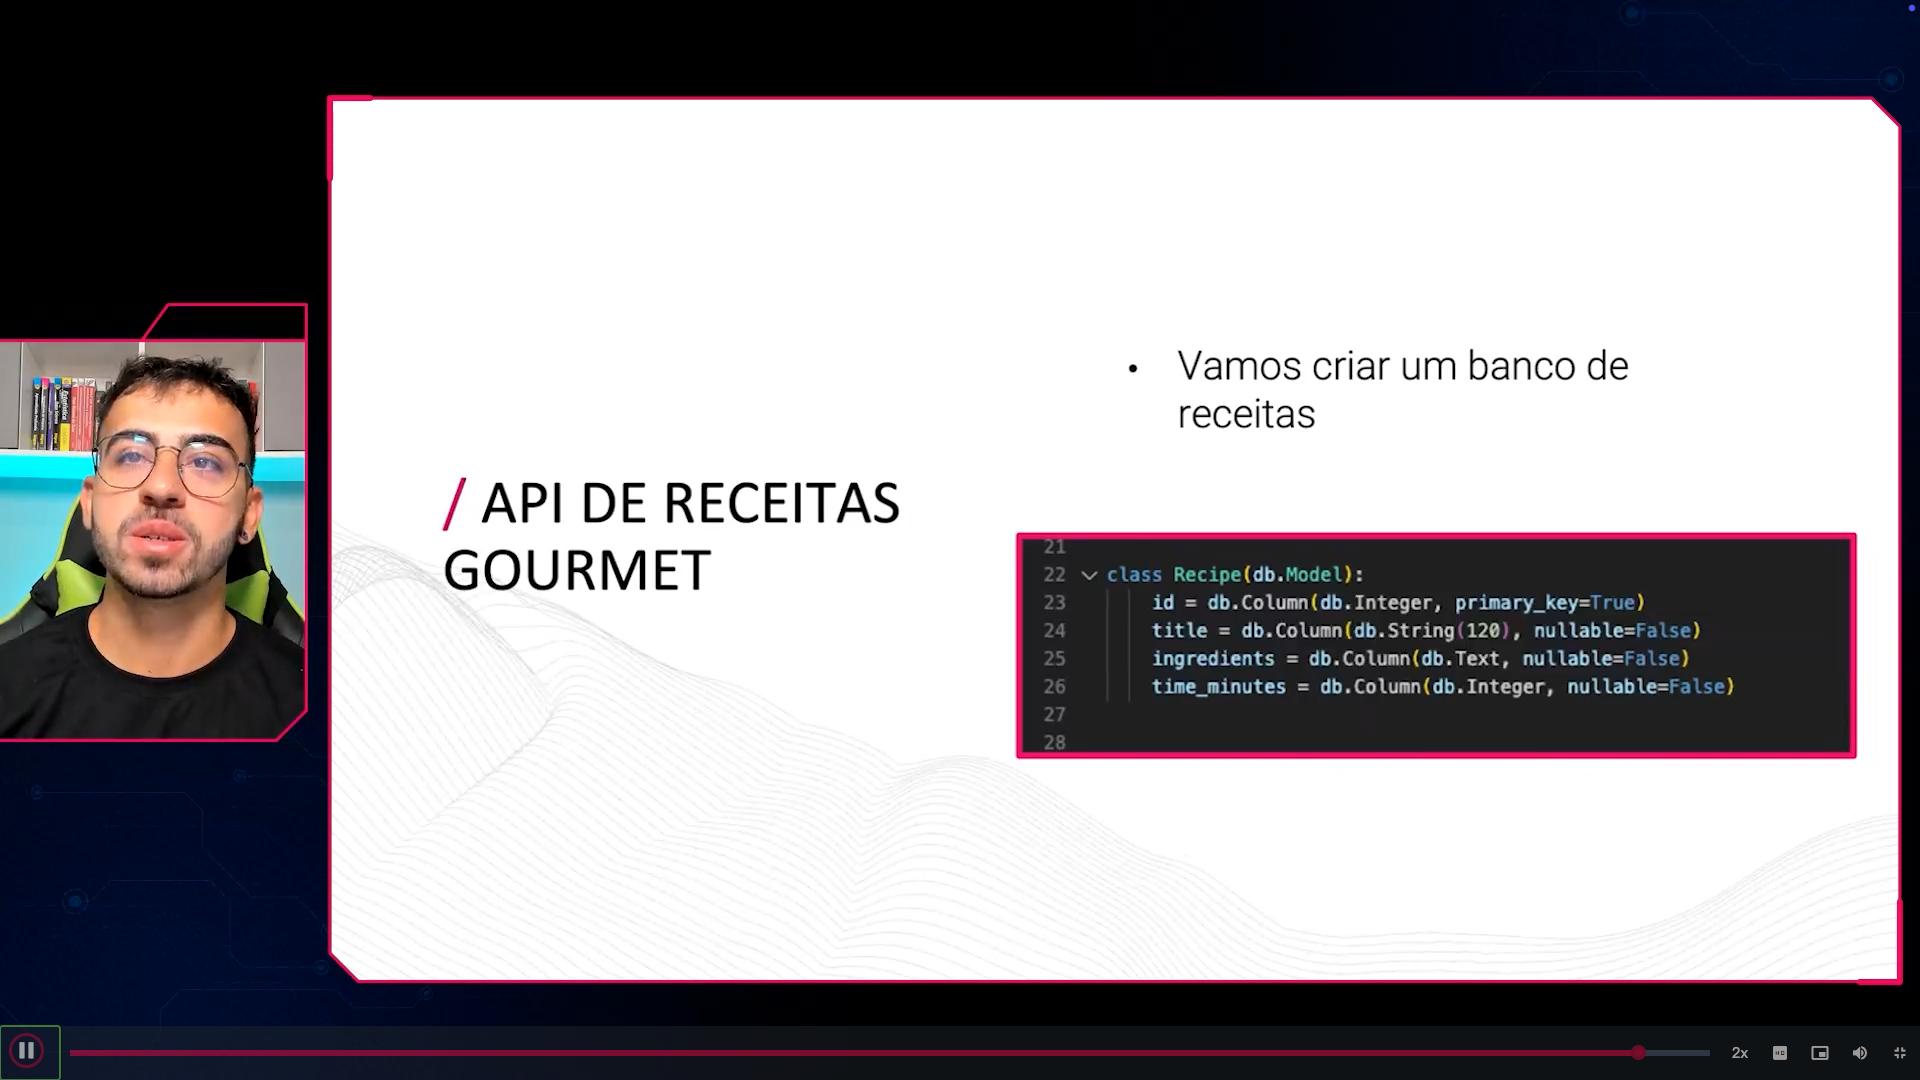 / API DE RECEITAS
GOURMET
• Vamos criar um banco de
receitas
21
22 class Recipe(db.Model):
23 id = db.Column(db.Integer, primary_key=True)
24 title = db.Column(db.String(120), nullable=False)
25 ingredients = db.Column(db.Text, nullable=False)
26 time_minutes = db.Column(db.Integer, nullable=False)
27
28
2x